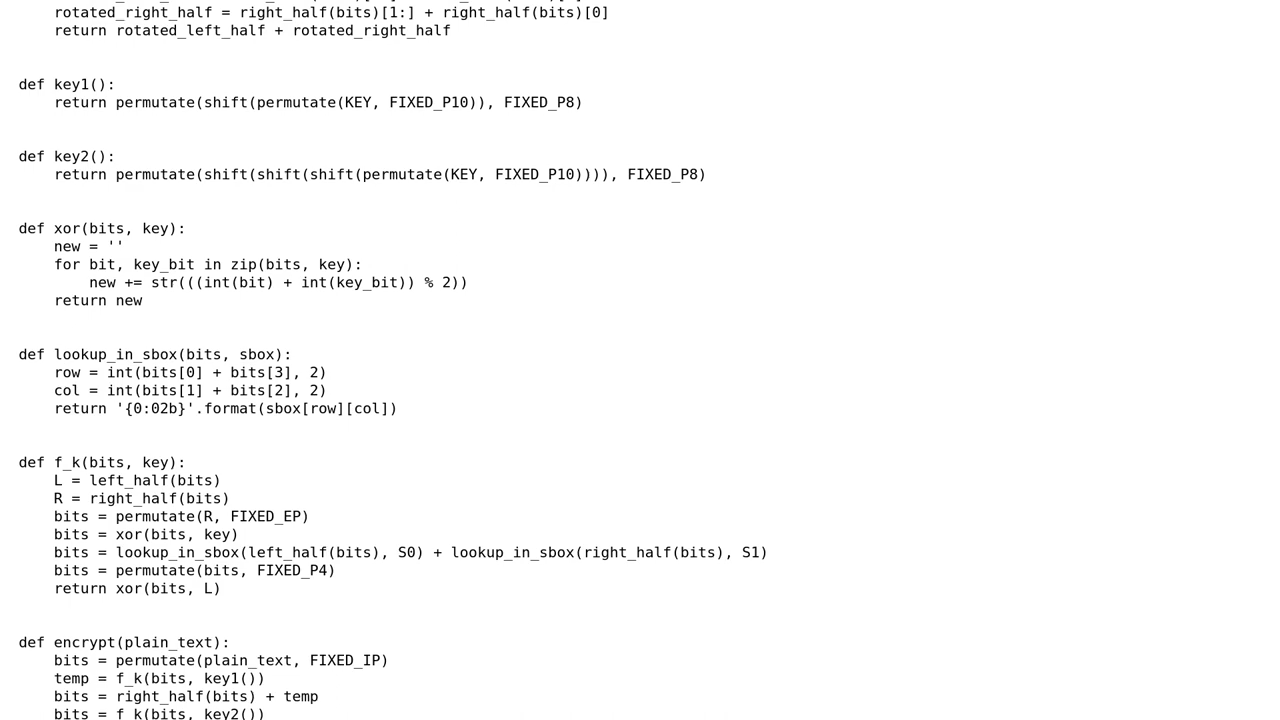 rotated_right_half = right_half(bits)[1:] + right_half(bits)[0]
return rotated_left_half + rotated_right_half
def key1():
return permutate(shift(permutate(KEY, FIXED_P10)), FIXED_P8)
def key2():
return permutate(shift(shift(shift(permutate(KEY, FIXED_P10)))), FIXED_P8)
def xor(bits, key):
new = ''
for bit, key_bit in zip(bits, key):
new += str(((int(bit) + int(key_bit)) % 2))
return new
def lookup_in_sbox(bits, sbox):
row = int(bits[0] + bits[3], 2)
col = int(bits[1] + bits[2], 2)
return '{0:02b}'.format(sbox[row][col])
def f_k(bits, key):
L = left_half(bits)
R = right_half(bits)
bits = permutate(R, FIXED_EP)
bits = xor(bits, key)
bits = lookup_in_sbox(left_half(bits), S0) + lookup_in_sbox(right_half(bits), S1)
bits = permutate(bits, FIXED_P4)
return xor(bits, L)
def encrypt(plain_text):
bits = permutate(plain_text, FIXED_IP)
temp = f_k(bits, key1())
bits = right_half(bits) + temp
bits = f_k(bits, key2())